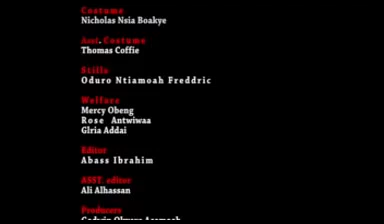 Costume
Nicholas Nsia Boakye
Asst. Costume
Thomas Coffie
Stills
Oduro Ntiamoah Freddric
Welfare
Mercy Obeng
Rose Antwiwaa
Glria Addai
Editor
Abass Ibrahim
ASST. editor
Ali Alhassan
Producers